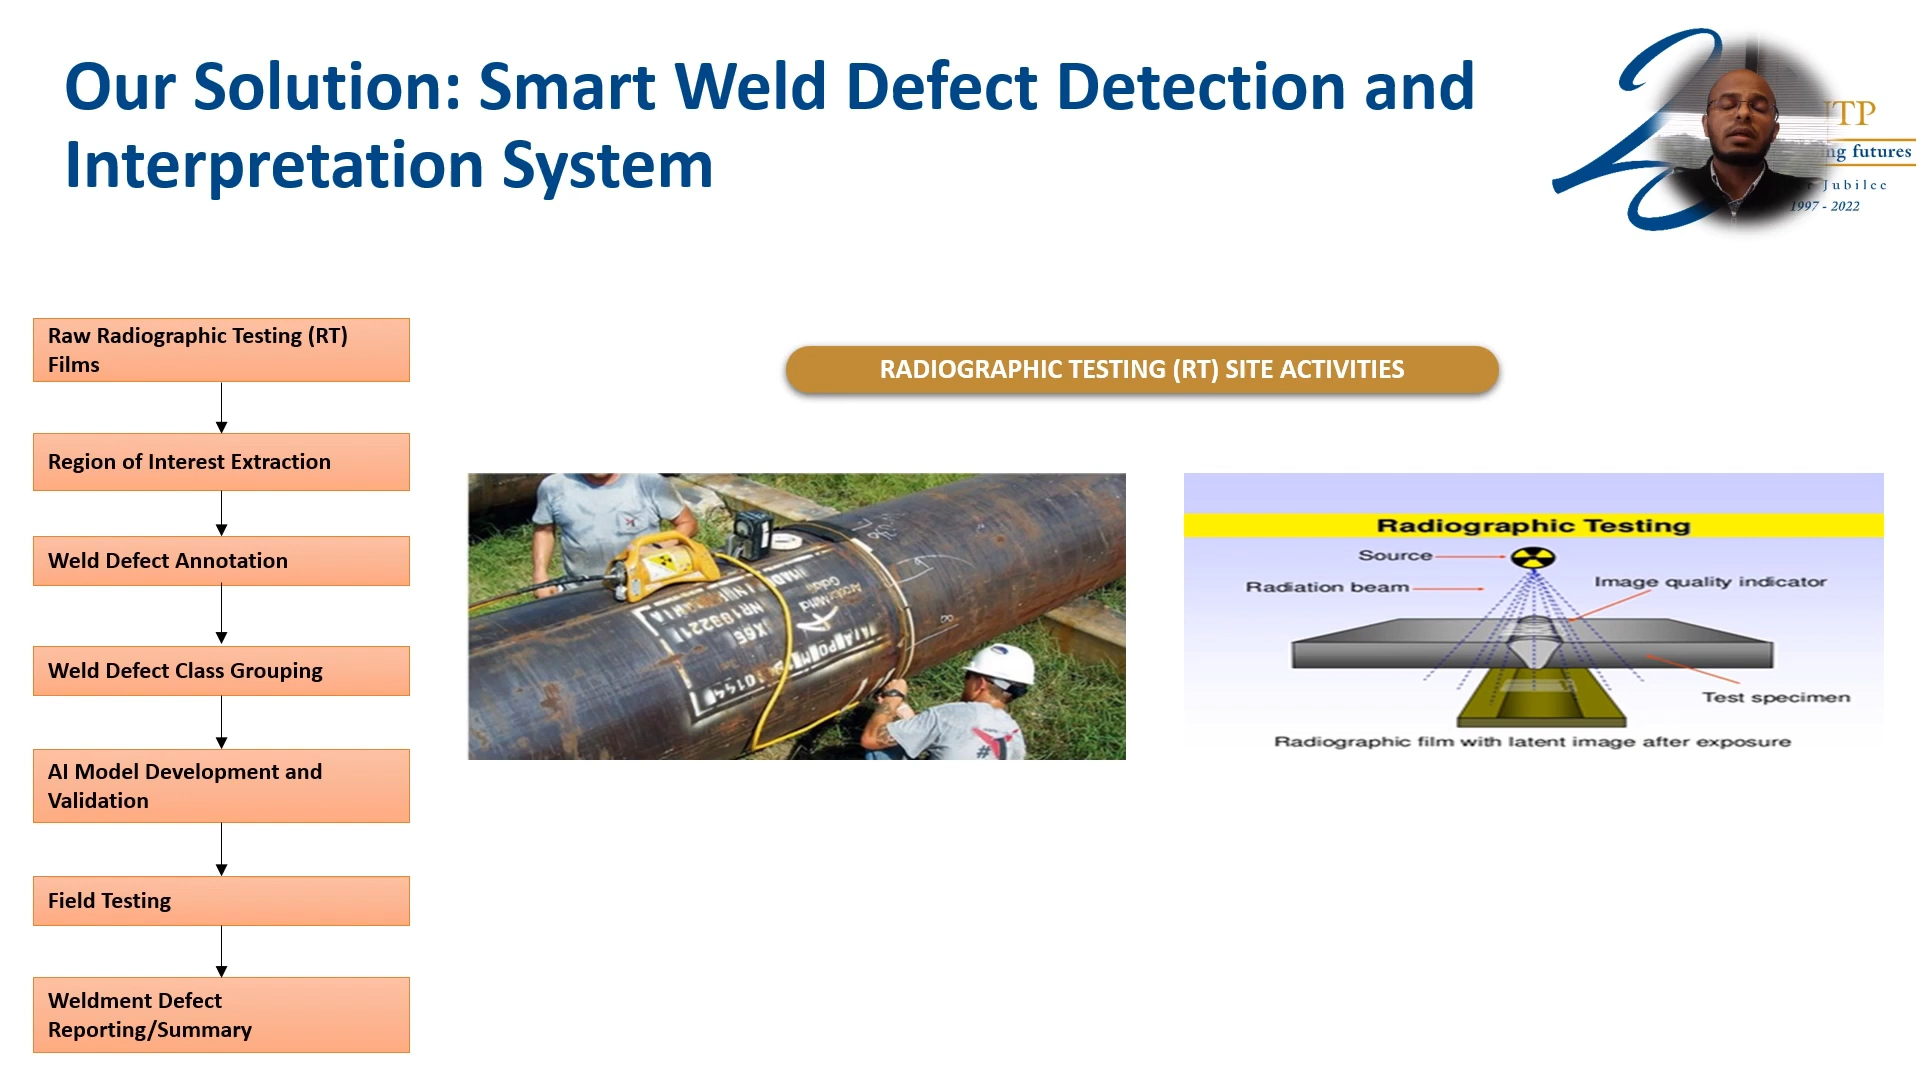 Our Solution: Smart Weld Defect Detection and
Interpretation System
TP
ng futures
Jubilee
1997 - 2022
Raw Radiographic Testing (RT)
Films
Region of Interest Extraction
Weld Defect Annotation
Weld Defect Class Grouping
AI Model Development and
Validation
Field Testing
Weldment Defect
Reporting/Summary
RADIOGRAPHIC TESTING (RT) SITE ACTIVITIES
X66
Radiographic Testing
Source
Radiation beam
Image quality indicator
Test specimen
Radiographic film with latent image after exposure